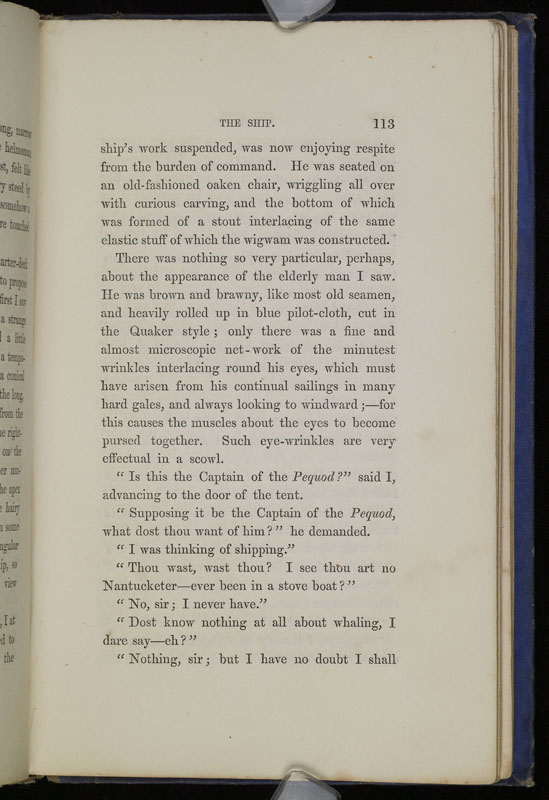 THE SHIP. 113
ship's work suspended, was now enjoying respite
from the burden of command. He was seated on
an old-fashioned oaken chair, wriggling all over
with curious carving, and the bottom of which
was formed of a stout interlacing of the same
elastic stuff of which the wigwam was constructed.
There was nothing so very particular, perhaps,
about the appearance of the elderly man I saw.
He was brown and brawny, like most old seamen,
and heavily rolled up in blue pilot-cloth, cut in
the Quaker style; only there was a fine and
almost microscopic net-work of the minutest
wrinkles interlacing round his eyes, which must
have arisen from his continual sailings in many
hard gales, and always looking to windward;—for
this causes the muscles about the eyes to become
pursed together. Such eye-wrinkles are very
effectual in a scowl.
"Is this the Captain of the Pequod?" said I,
advancing to the door of the tent.
"Supposing it be the Captain of the Pequod,
what dost thou want of him?" he demanded.
"I was thinking of shipping."
"Thou wast, wast thou? I see thou art no
Nantucketer—ever been in a stove boat?"
"No, sir; I never have."
"Dost know nothing at all about whaling, I
dare say—eh?"
"Nothing, sir; but I have no doubt I shall